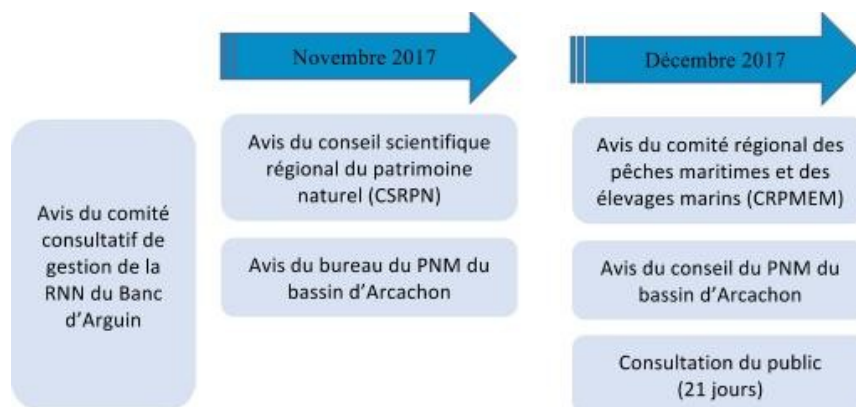 Novembre 2017
Décembre 2017
Avis du comité
consultatif de
gestion de la
RNN du Banc
d’Arguin
Avis du conseil scientifique
régional du patrimoine
naturel (CSRPN)
Avis du bureau du PNM du
bassin d’Arcachon
Avis du comité régional des
pêches maritimes et des
élevages marins (CRPMEM)
Avis du conseil du PNM du
bassin d’Arcachon
Consultation du public
(21 jours)